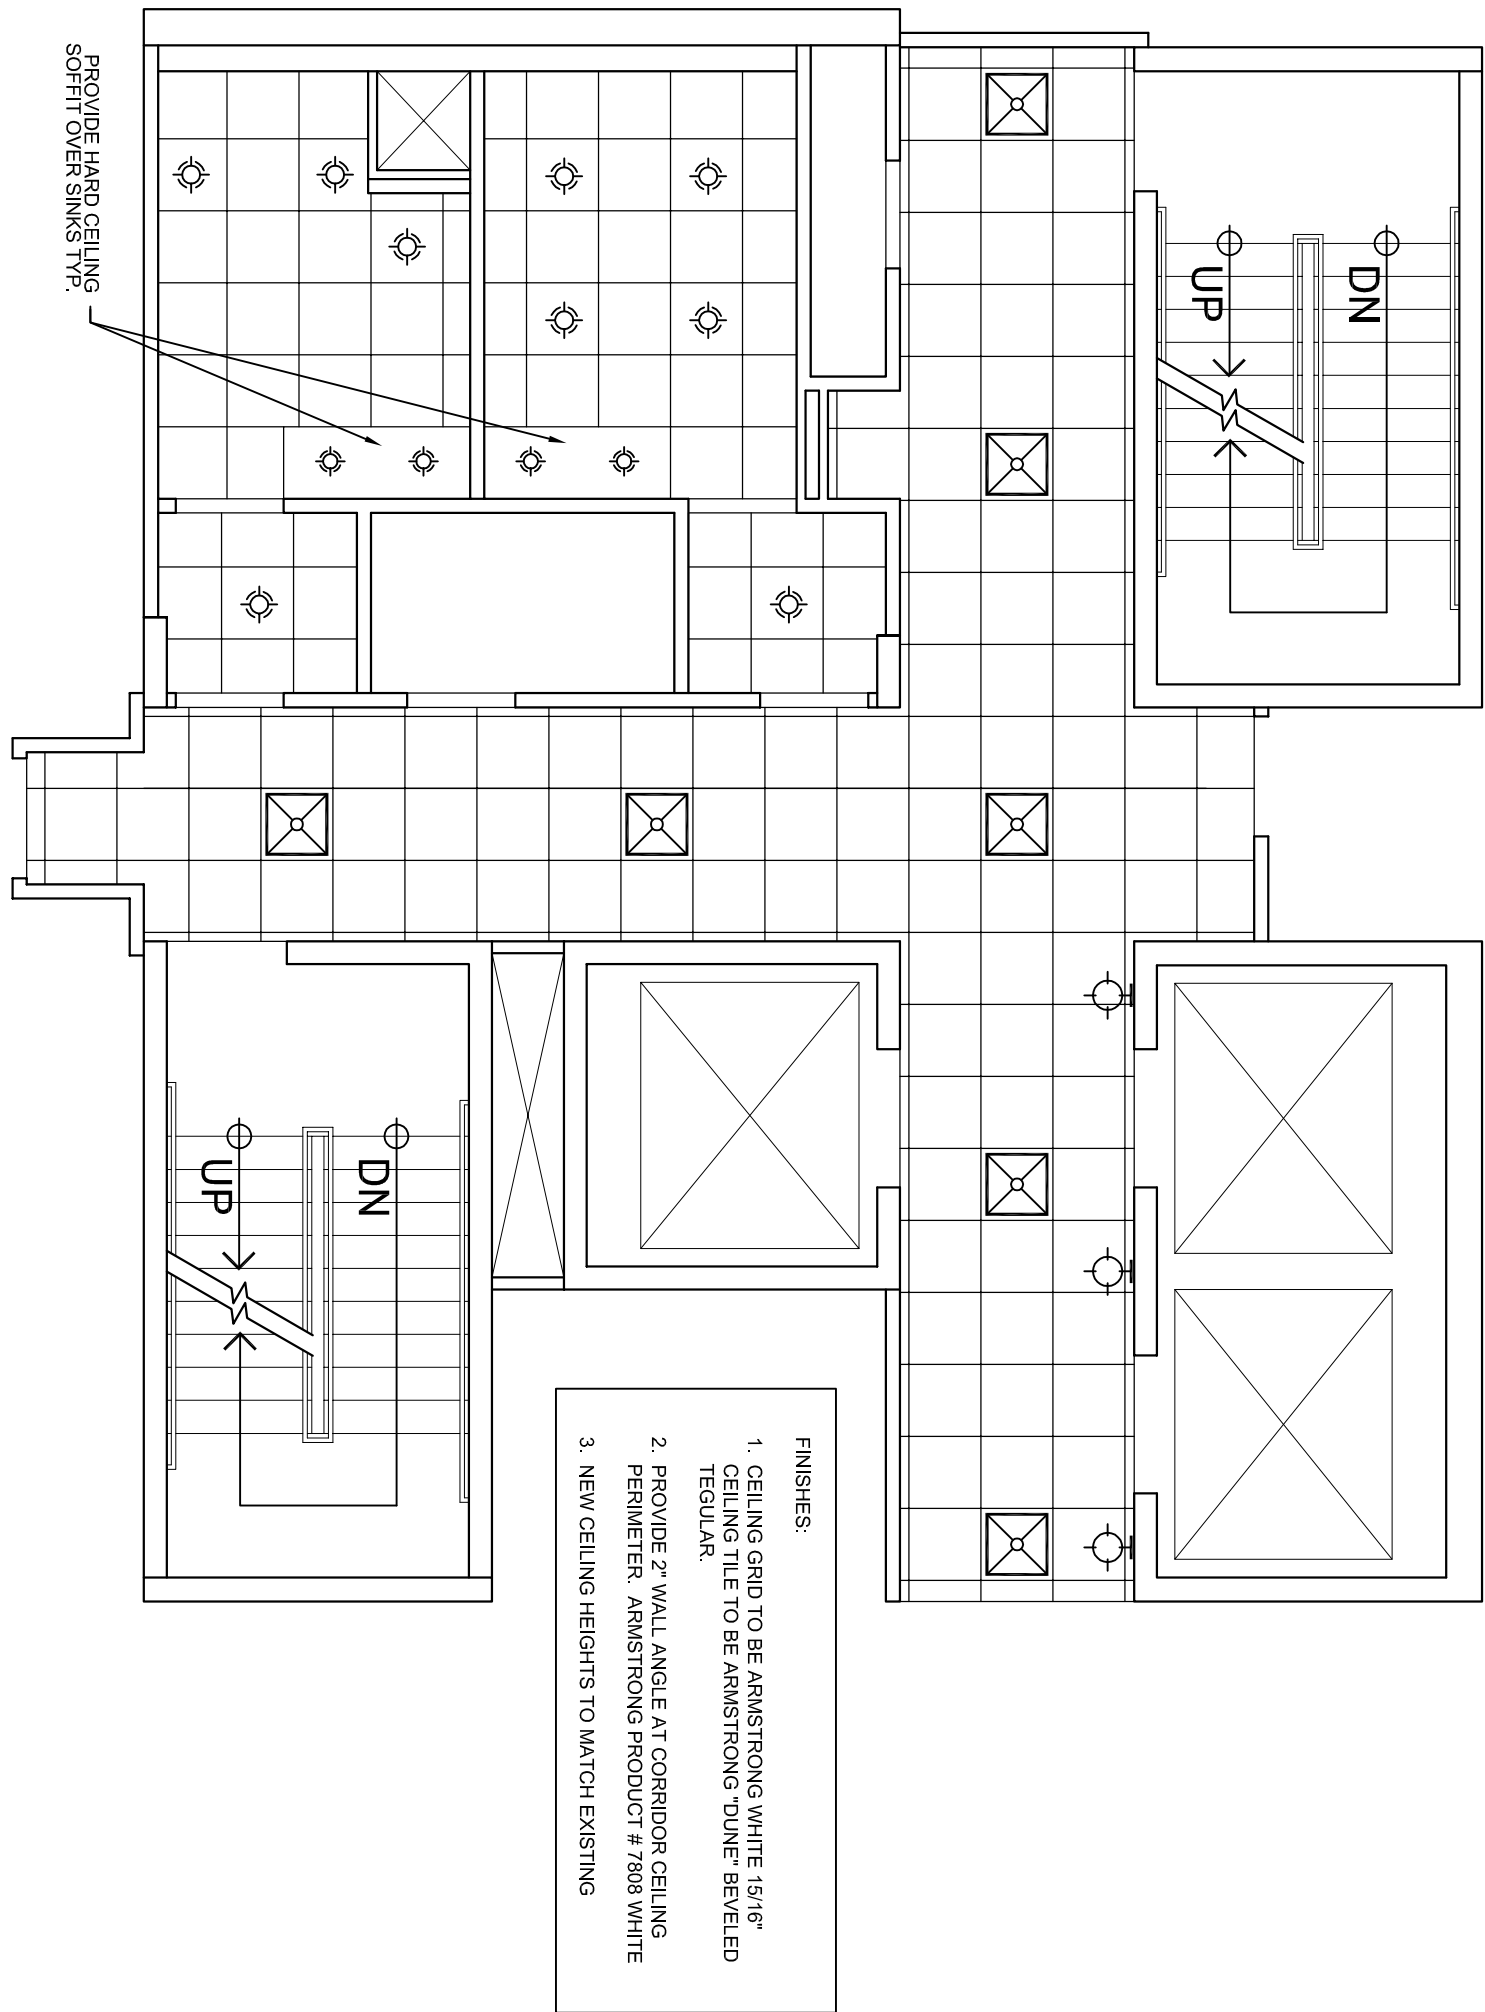 PROVIDE HARD CEILING
SOFFIT OVER SINKS TYP.
DN
UP
DN
UP
FINISHES:
1. CEILING GRID TO BE ARMSTRONG WHITE 15/16"
CEILING TILE TO BE ARMSTRONG "DUNE" BEVELED
TEGULAR.
2. PROVIDE 2" WALL ANGLE AT CORRIDOR CEILING
PERIMETER. ARMSTRONG PRODUCT # 7808 WHITE
3. NEW CEILING HEIGHTS TO MATCH EXISTING